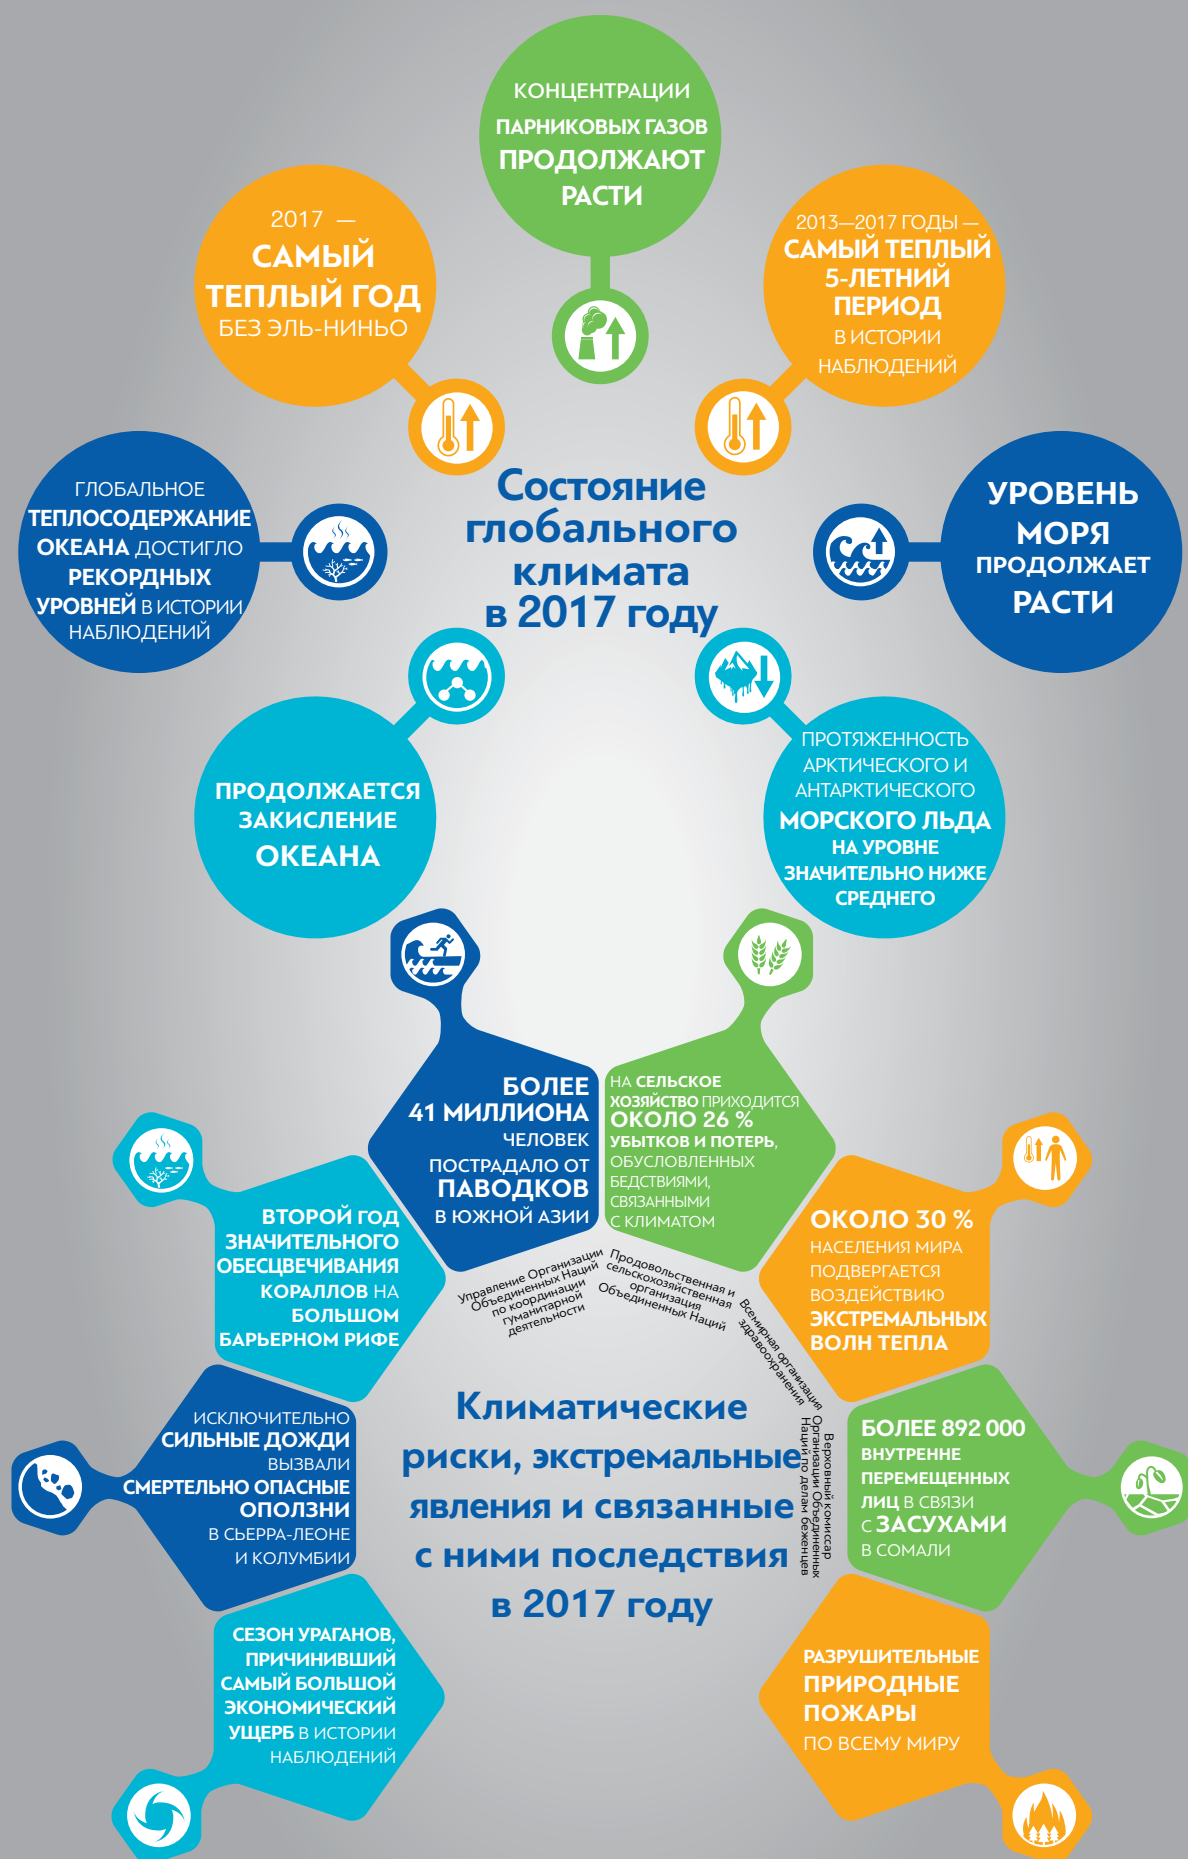 КОНЦЕНТРАЦИИ
ПАРНИКОВЫХ ГАЗОВ
ПРОДОЛЖАЮТ
РАСТИ
2017 —
САМЫЙ
ТЕПЛЫЙ ГОД
БЕЗ ЭЛЬ-НИНЬО
2013—2017 ГОДЫ —
САМЫЙ ТЕПЛЫЙ
5-ЛЕТНИЙ
ПЕРИОД
В ИСТОРИИ
НАБЛЮДЕНИЙ
ГЛОБАЛЬНОЕ
ТЕПЛОСОДЕРЖАНИЕ
ОКЕАНА ДОСТИГЛО
РЕКОРДНЫХ
УРОВНЕЙ В ИСТОРИИ
НАБЛЮДЕНИЙ
Состояние
глобального
климата
в 2017 году
УРОВЕНЬ
МОРЯ
ПРОДОЛЖАЕТ
РАСТИ
ПРОДОЛЖАЕТСЯ
ЗАКИСЛЕНИЕ
ОКЕАНА
ПРОТЯЖЕННОСТЬ
АРКТИЧЕСКОГО И
АНТАРКТИЧЕСКОГО
МОРСКОГО ЛЬДА
НА УРОВНЕ
ЗНАЧИТЕЛЬНО НИЖЕ
СРЕДНЕГО
БОЛЕЕ
41 МИЛЛИОНА
ЧЕЛОВЕК
ПОСТРАДАЛО ОТ
ПАВОДКОВ
В ЮЖНОЙ АЗИИ
НА СЕЛЬСКОЕ
ХОЗЯЙСТВО ПРИХОДИТСЯ
ОКОЛО 26 %
УБЫТКОВ И ПОТЕРЬ,
ОБУСЛОВЛЕННЫХ
БЕДСТВИЯМИ,
СВЯЗАННЫМИ
С КЛИМАТОМ
ВТОРОЙ ГОД
ЗНАЧИТЕЛЬНОГО
ОБЕСЦВЕЧИВАНИЯ
КОРАЛЛОВ НА
БОЛЬШОМ
БАРЬЕРНОМ РИФЕ
ОКОЛО 30 %
НАСЕЛЕНИЯ МИРА
ПОДВЕРГАЕТСЯ
ВОЗДЕЙСТВИЮ
ЭКСТРЕМАЛЬНЫХ
ВОЛН ТЕПЛА
Управление Организации
Объединенных Наций
по координации
гуманитарной
деятельности
Продовольственная и
сельскохозяйственная
организация
Объединенных Наций
Всемирная организация
здравоохранения
Верховный комиссар
Организации Объединенных
Наций по делам беженцев
Климатические
риски, экстремальные
явления и связанные
с ними последствия
в 2017 году
ИСКЛЮЧИТЕЛЬНО
СИЛЬНЫЕ ДОЖДИ
ВЫЗВАЛИ
СМЕРТЕЛЬНО ОПАСНЫЕ
ОПОЛЗНИ
В СЬЕРРА-ЛЕОНЕ
И КОЛУМБИИ
БОЛЕЕ 892 000
ВНУТРЕННЕ
ПЕРЕМЕЩЕННЫХ
ЛИЦ В СВЯЗИ
С ЗАСУХАМИ
В СОМАЛИ
СЕЗОН УРАГАНОВ,
ПРИЧИНИВШИЙ
САМЫЙ БОЛЬШОЙ
ЭКОНОМИЧЕСКИЙ
УЩЕРБ В ИСТОРИИ
НАБЛЮДЕНИЙ
РАЗРУШИТЕЛЬНЫЕ
ПРИРОДНЫЕ
ПОЖАРЫ
ПО ВСЕМУ МИРУ